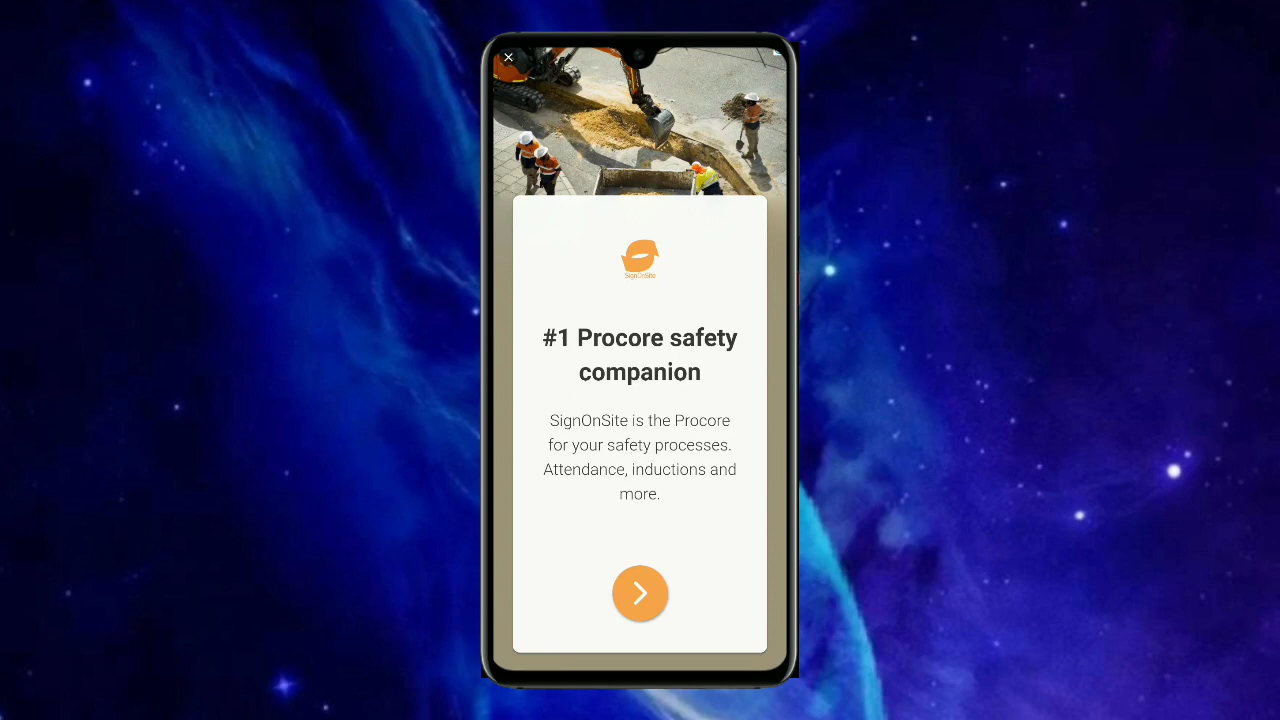 SignOnSite
#1 Procore safety
companion
SignOnSite is the Procore
for your safety processes.
Attendance, inductions and
more.